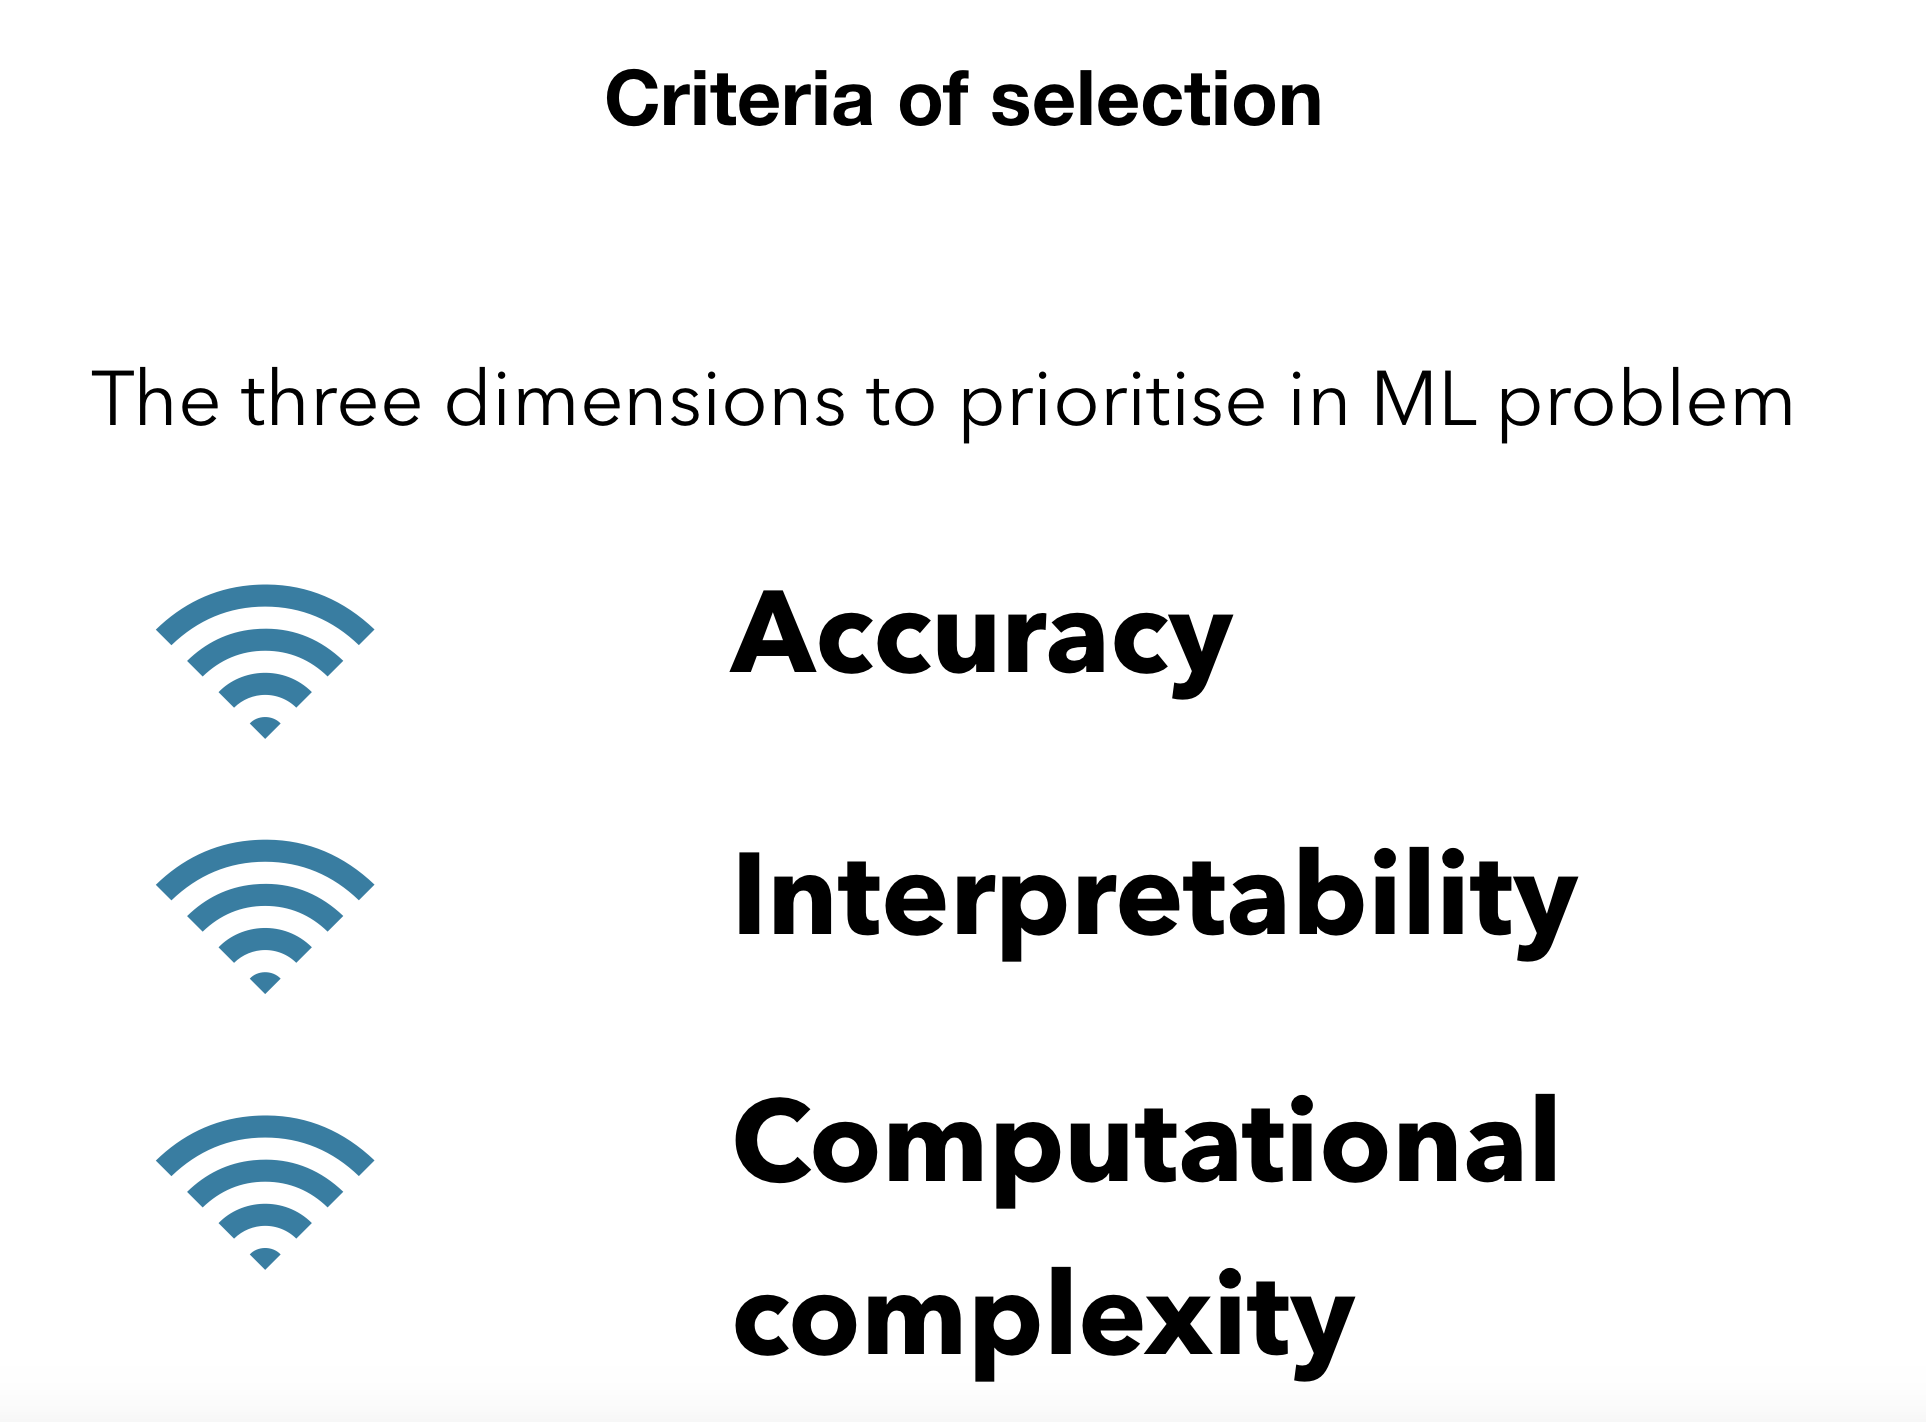 Criteria of selection
The three dimensions to prioritise in ML problem
Accuracy
Interpretability
Computational
complexity